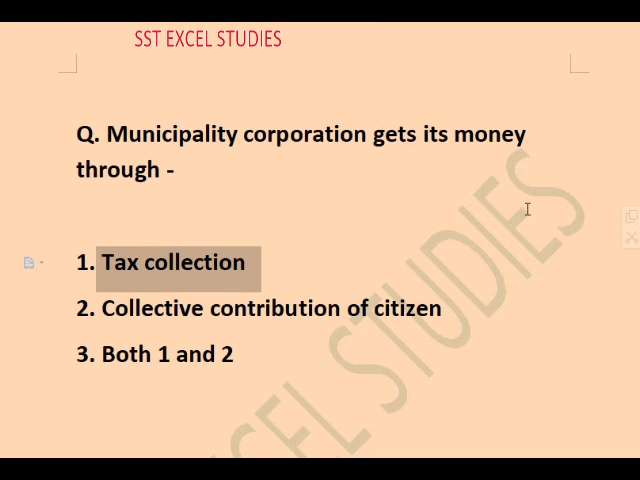 SST EXCEL STUDIES
Q. Municipality corporation gets its money
through -
1. Tax collection
2. Collective contribution of citizen
3. Both 1 and 2
EXCEL STUDIES